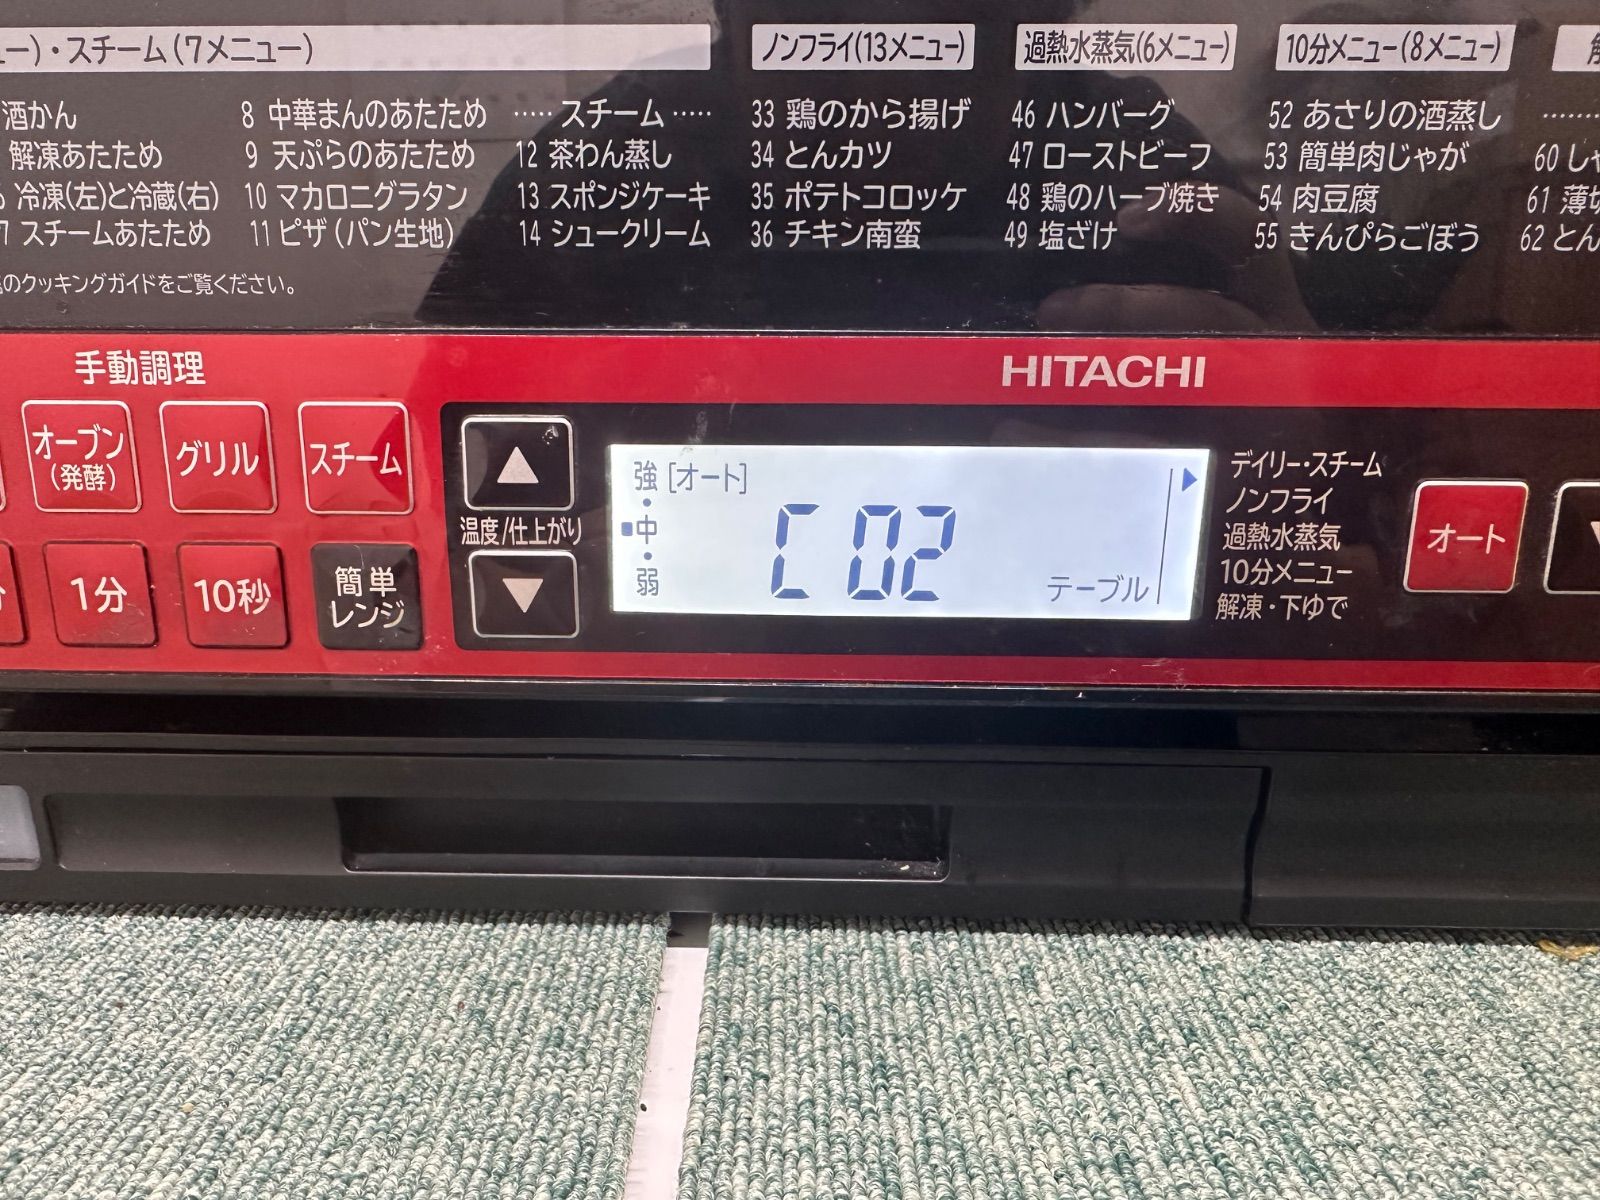 ー)・スチーム(7メニュー)
酒かん
解凍あたため
冷凍(左)と冷蔵(右)
7 スチームあたため
8 中華まんのあたため
9 天ぷらのあたため
10 マカロニグラタン
11 ピザ(パン生地)
‥‥‥ スチーム ‥‥‥
12 茶わん蒸し
13 スポンジケーキ
14 シュークリーム
ノンフライ(13メニュー)
33 鶏のから揚げ
34 とんカツ
35 ポテトコロッケ
36 チキン南蛮
過熱水蒸気(6メニュー)
46 ハンバーグ
47 ローストビーフ
48 鶏のハーブ焼き
49 塩ざけ
10分メニュー(8メニュー)
52 あさりの酒蒸し
53 簡単肉じゃが
54 肉豆腐
55 きんぴらごぼう
解
60 しゃ
61 薄切
62 とん
のクッキングガイドをご覧ください。
手動調理
オーブン
(発酵)
グリル
スチーム
分
1分
10秒
簡単
レンジ
▲
温度/仕上がり
▼
HITACHI
強 [オート]
・
中
・
弱
C 02
テーブル
デイリー・スチーム
ノンフライ
過熱水蒸気
10分メニュー
解凍・下ゆで
オート